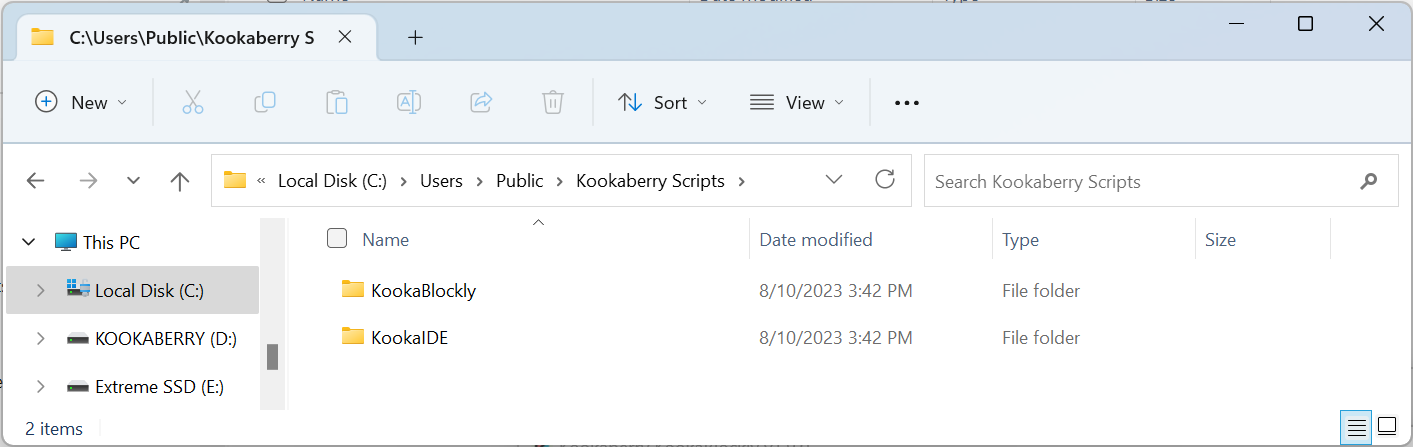 C:\Users\Public\Kookaberry S
New Sort View
Local Disk (C:) Users Public Kookaberry Scripts Search Kookaberry Scripts
This PC Name Date modified Type Size
Local Disk (C:) KookaBlockly 8/10/2023 3:42 PM File folder
KOOKABERRY (D:) KookaIDE 8/10/2023 3:42 PM File folder
Extreme SSD (E:)
2 items